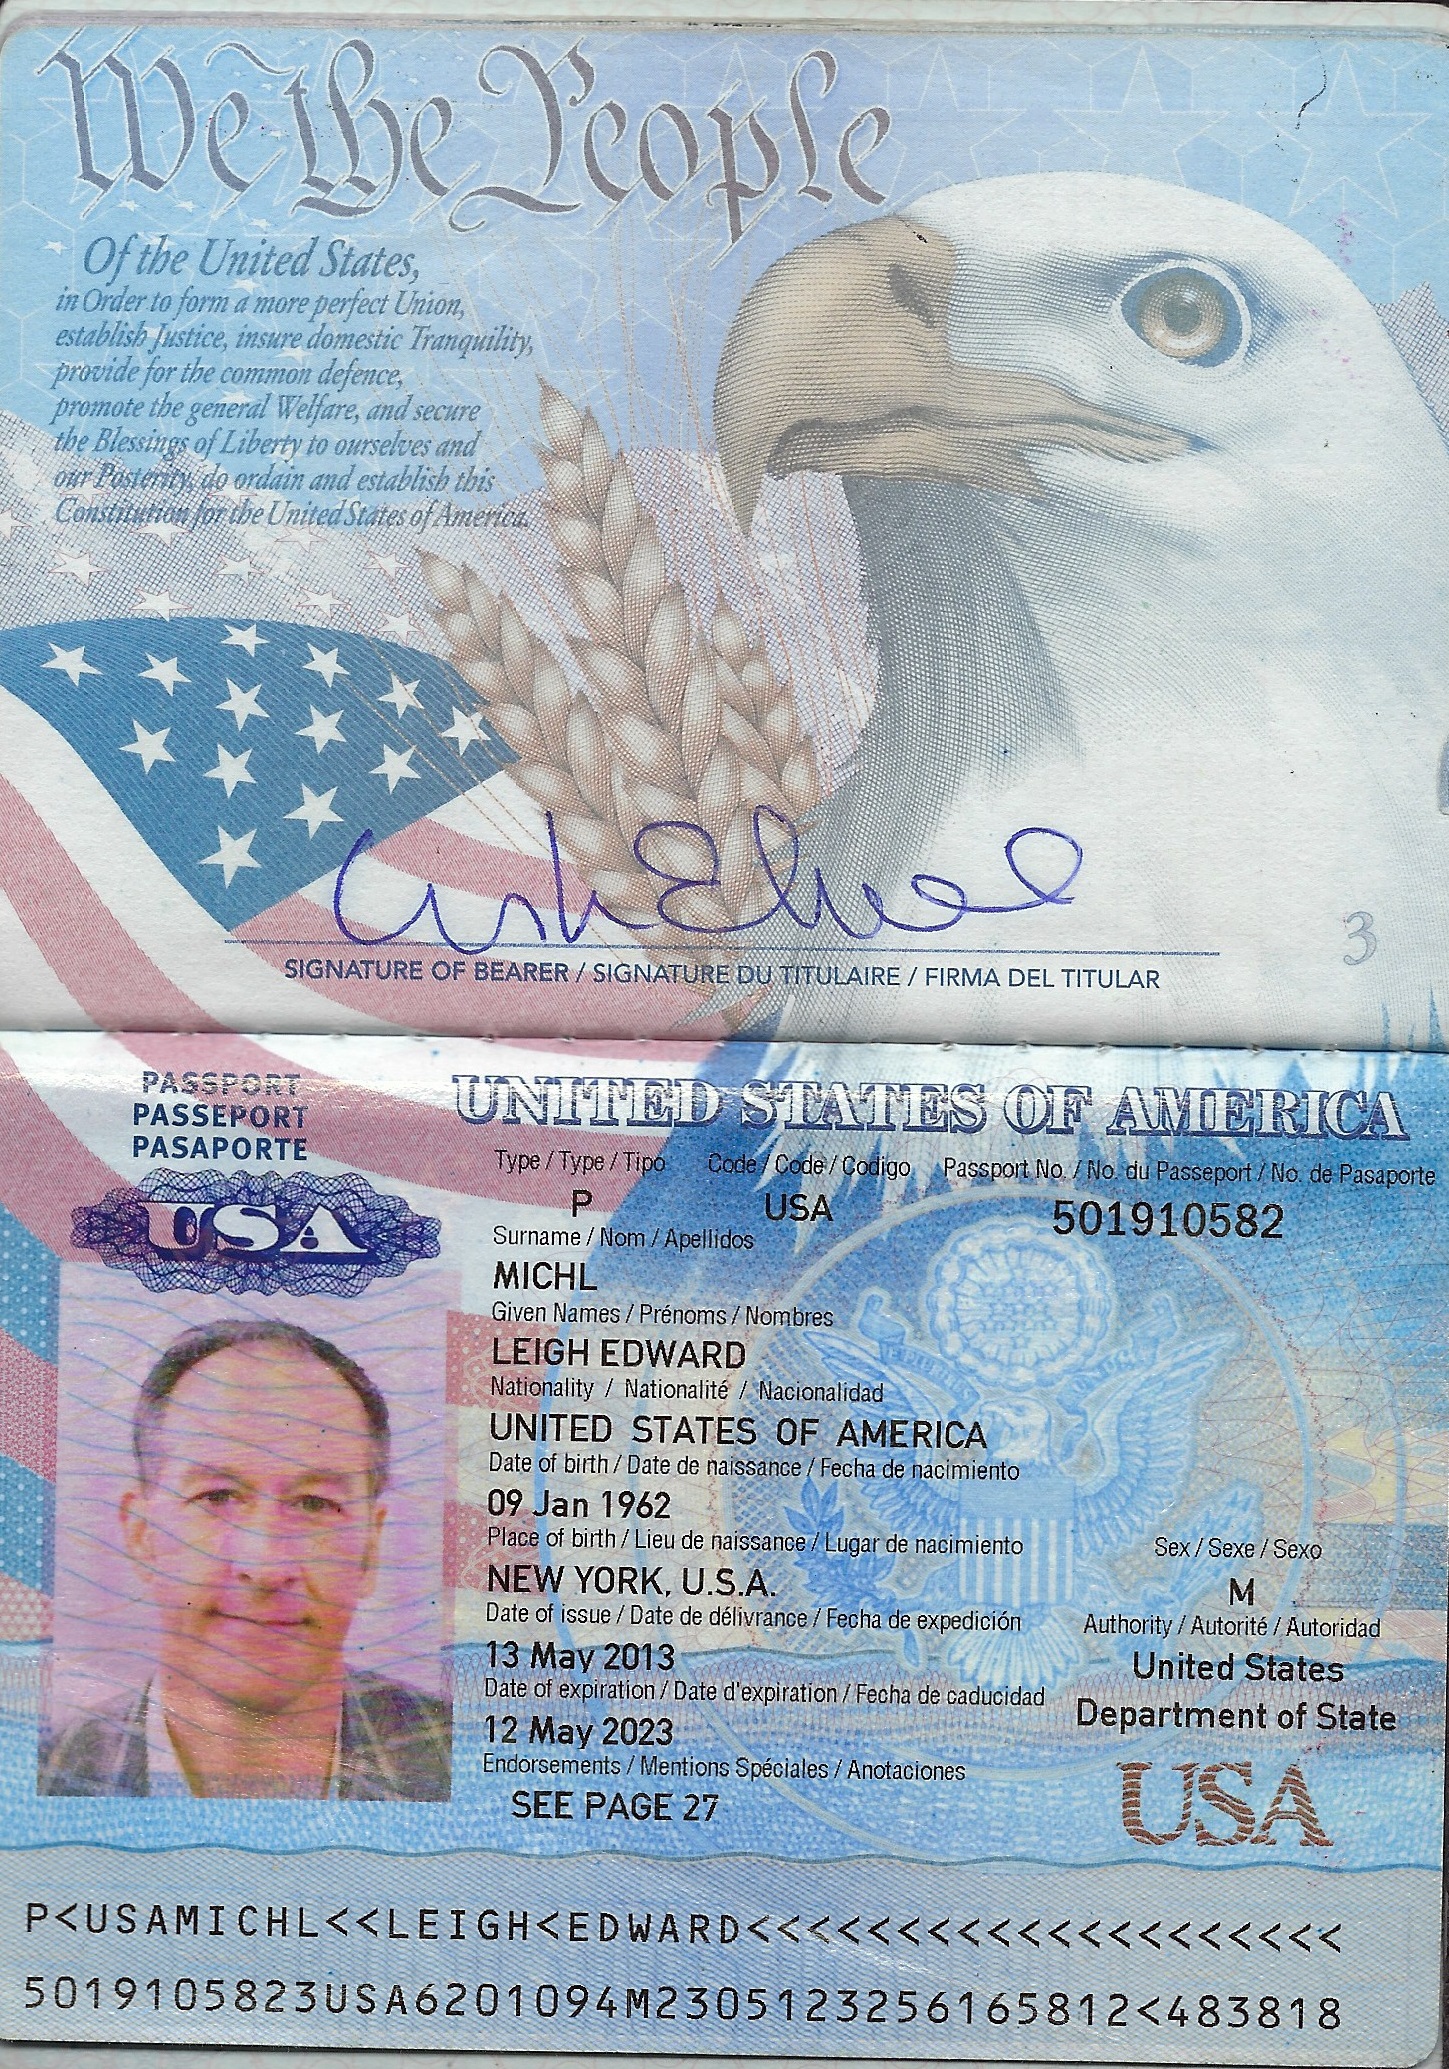 We the People
Of the United States,
in Order to form a more perfect Union,
establish Justice, insure domestic Tranquility,
provide for the common defence,
promote the general Welfare, and secure
the Blessings of Liberty to ourselves and
our Posterity, do ordain and establish this
Constitution for the United States of America.
SIGNATURE OF BEARER / SIGNATURE DU TITULAIRE / FIRMA DEL TITULAR
3
PASSPORT
PASSEPORT
PASAPORTE
USA
UNITED STATES OF AMERICA
Type / Type / Tipo Code / Code / Codigo Passport No. / No. du Passeport / No. de Pasaporte
P USA 501910582
Surname / Nom / Apellidos
MICHL
Given Names / Prénoms / Nombres
LEIGH EDWARD
Nationality / Nationalité / Nacionalidad
UNITED STATES OF AMERICA
Date of birth / Date de naissance / Fecha de nacimiento
09 Jan 1962
Place of birth / Lieu de naissance / Lugar de nacimiento Sex / Sexe / Sexo
NEW YORK, U.S.A. M
Date of issue / Date de délivrance / Fecha de expedición Authority / Autorité / Autoridad
13 May 2013 United States
Date of expiration / Date d'expiration / Fecha de caducidad Department of State
12 May 2023
Endorsements / Mentions Spéciales / Anotaciones
SEE PAGE 27
USA
P<USAMICHL<<LEIGH<EDWARD<<<<<<<<<<<<<<<<<<<<
5019105823USA6201094M2305123256165812<483818